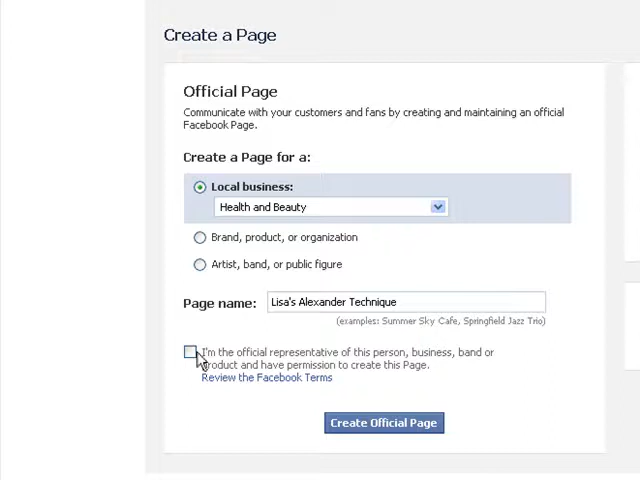 Create a Page
Official Page
Communicate with your customers and fans by creating and maintaining an official
Facebook Page.
Create a Page for a:
Local business:
Health and Beauty
Brand, product, or organization
Artist, band, or public figure
Page name: Lisa's Alexander Technique
(examples: Summer Sky Cafe, Springfield Jazz Trio)
I'm the official representative of this person, business, band or
product and have permission to create this Page.
Review the Facebook Terms
Create Official Page